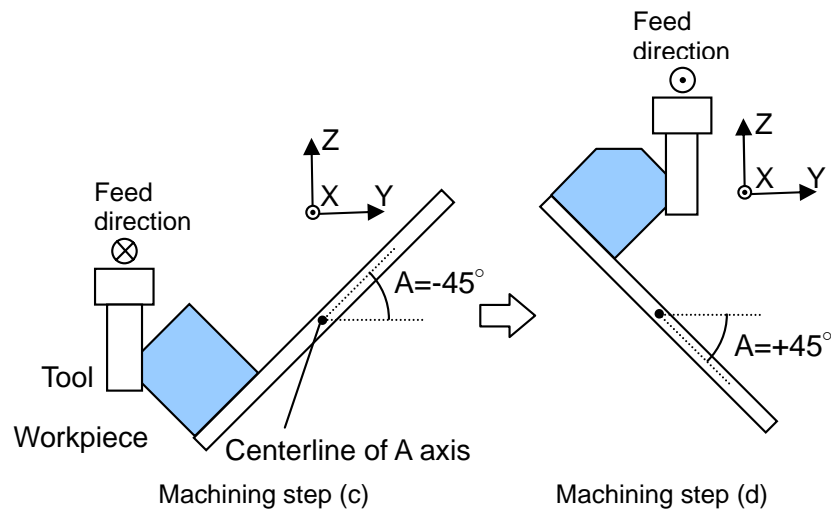 Feed
direction
Z
X
Y
A=-45°
Tool
Workpiece
Centerline of A axis
Machining step (c)
Feed
direction
Z
X
Y
A=+45°
Machining step (d)